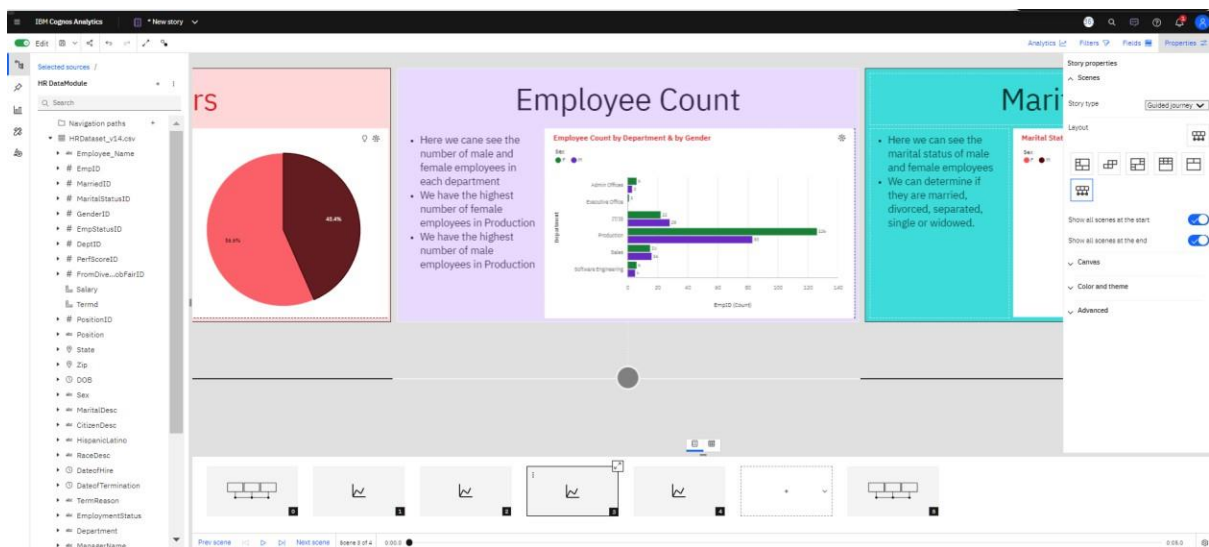 IBM Cognos Analytics
* New story
Edit
Analytics
Filters
Fields
Properties
Selected sources /
HR DataModule
Search
Navigation paths
HRDataset_v14.csv
Employee_Name
EmpID
MarriedID
MaritalStatusID
GenderID
EmpStatusID
DeptID
PerfScoreID
FromDive...obFairID
Salary
Termd
PositionID
Position
State
Zip
DOB
Sex
MaritalDesc
CitizenDesc
HispanicLatino
RaceDesc
DateofHire
DateofTermination
TermReason
EmploymentStatus
Department
ManagerName
rs
Employee Count
• Here we cane see the
number of male and
female employees in
each department
• We have the highest
number of female
employees in Production
• We have the highest
number of male
employees in Production
Employee Count by Department & by Gender
Sex
F M
Department
Admin Offices
Executive Office
IT/IS
Production
Sales
Software Engineering
0 20 40 60 80 100 120 140
EmpID (Count)
Mari
• Here we can see the
marital status of male
and female employees
• We can determine if
they are married,
divorced, separated,
single or widowed.
Marital Stat
Sex
Story properties
Scenes
Story type
Guided journey
Layout
Show all scenes at the start
Show all scenes at the end
Canvas
Color and theme
Advanced
0
1
2
3
4
Prev scene
Next scene
Scene 3 of 4
0:00.0
0:05.0